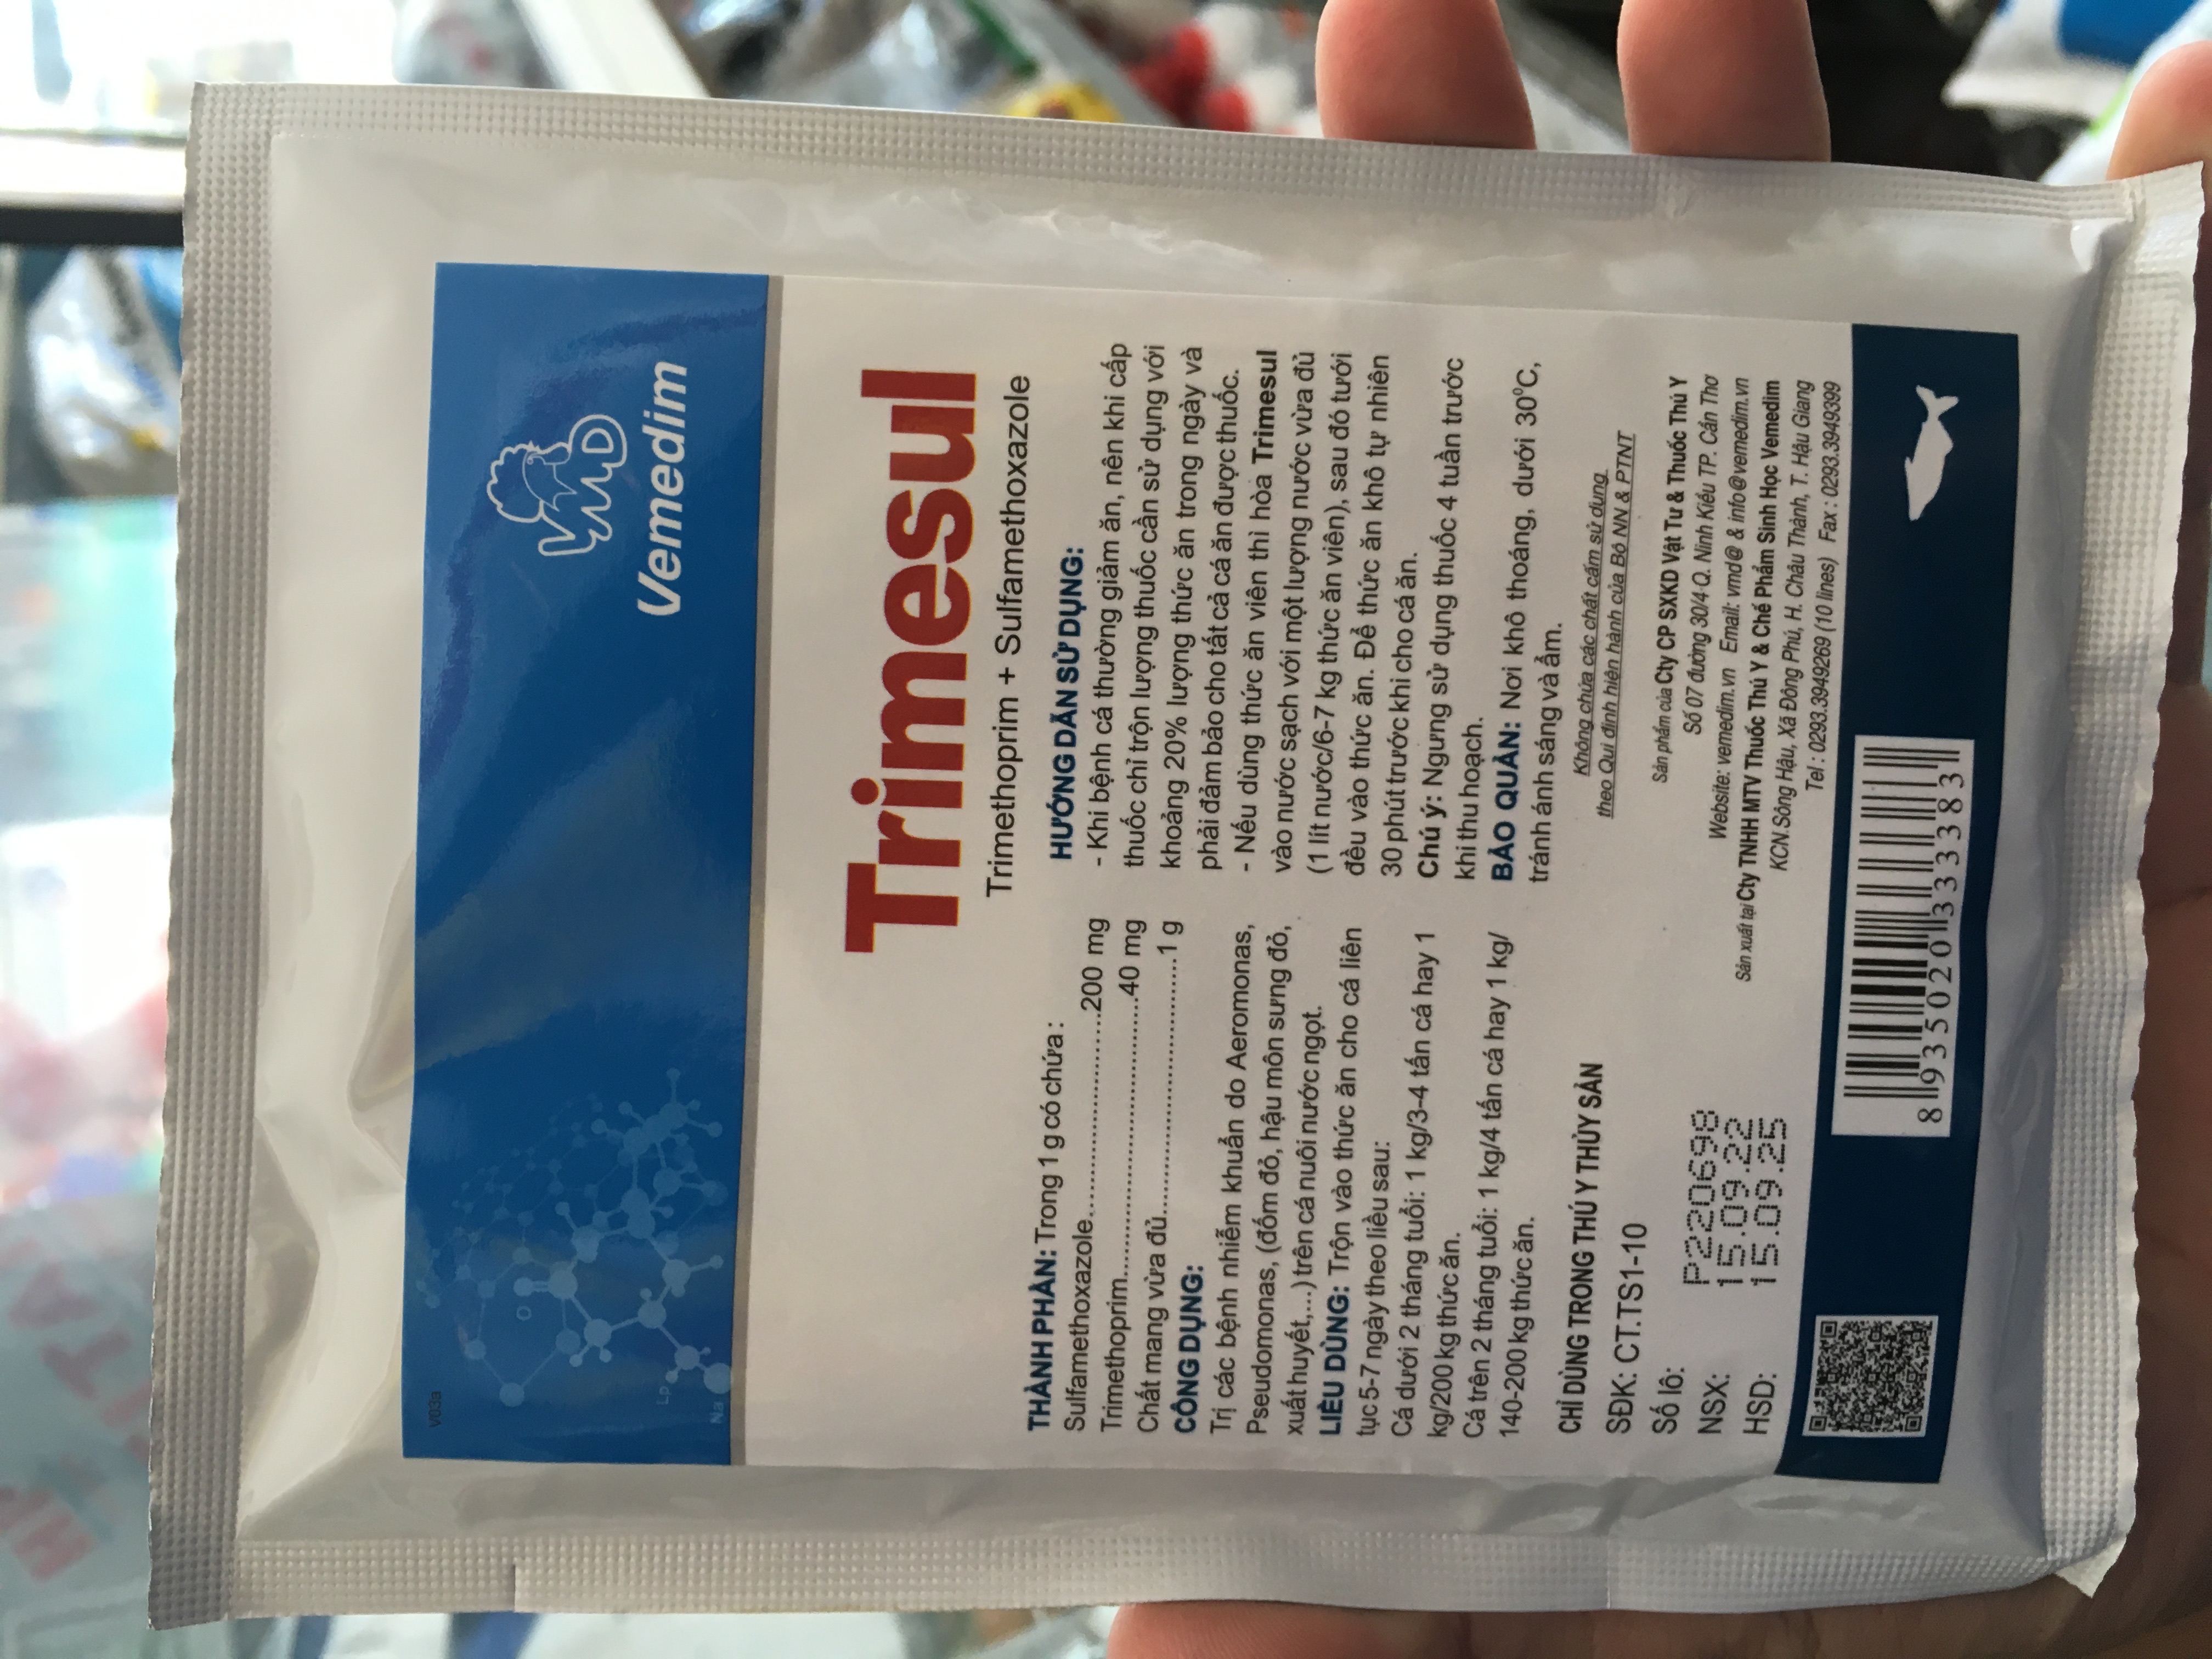 V03a
VMD
Vemedim
O
LP
Na
Trimesul
Trimethoprim + Sulfamethoxazole
THÀNH PHẦN: Trong 1 g có chứa :
Sulfamethoxazole.........................200 mg
Trimethoprim..................................40 mg
Chất mang vừa đủ...............................1 g
CÔNG DỤNG:
Trị các bệnh nhiễm khuẩn do Aeromonas,
Pseudomonas, (đốm đỏ, hậu môn sưng đỏ,
xuất huyết,...) trên cá nuôi nước ngọt.
LIỀU DÙNG: Trộn vào thức ăn cho cá liên
tục 5-7 ngày theo liều sau:
Cá dưới 2 tháng tuổi: 1 kg/3-4 tấn cá hay 1
kg/200 kg thức ăn.
Cá trên 2 tháng tuổi: 1 kg/4 tấn cá hay 1 kg/
140-200 kg thức ăn.
HƯỚNG DẪN SỬ DỤNG:
- Khi bệnh cá thường giảm ăn, nên khi cấp
thuốc chỉ trộn lượng thuốc cần sử dụng với
khoảng 20% lượng thức ăn trong ngày và
phải đảm bảo cho tất cả cá ăn được thuốc.
- Nếu dùng thức ăn viên thì hòa Trimesul
vào nước sạch với một lượng nước vừa đủ
(1 lít nước/6-7 kg thức ăn viên), sau đó tưới
đều vào thức ăn. Để thức ăn khô tự nhiên
30 phút trước khi cho cá ăn.
Chú ý: Ngưng sử dụng thuốc 4 tuần trước
khi thu hoạch.
BẢO QUẢN: Nơi khô thoáng, dưới 30°C,
tránh ánh sáng và ẩm.
CHỈ DÙNG TRONG THÚ Y THỦY SẢN
SĐK: CT.TS1-10
Số lô: P220698
NSX: 15.09.22
HSD: 15.09.25
Không chứa các chất cấm sử dụng
theo Qui định hiện hành của Bộ NN & PTNT
Sản phẩm của Cty CP SXKD Vật Tư & Thuốc Thú Y
Số 07 đường 30/4 Q. Ninh Kiều TP. Cần Thơ
Website: vemedim.vn Email: vmd@ & info@vemedim.vn
Sản xuất tại Cty TNHH MTV Thuốc Thú Y & Chế Phẩm Sinh Học Vemedim
KCN.Sông Hậu, Xã Đông Phú, H. Châu Thành, T. Hậu Giang
Tel : 0293.3949269 (10 lines) Fax : 0293.3949399
8 935020 333383